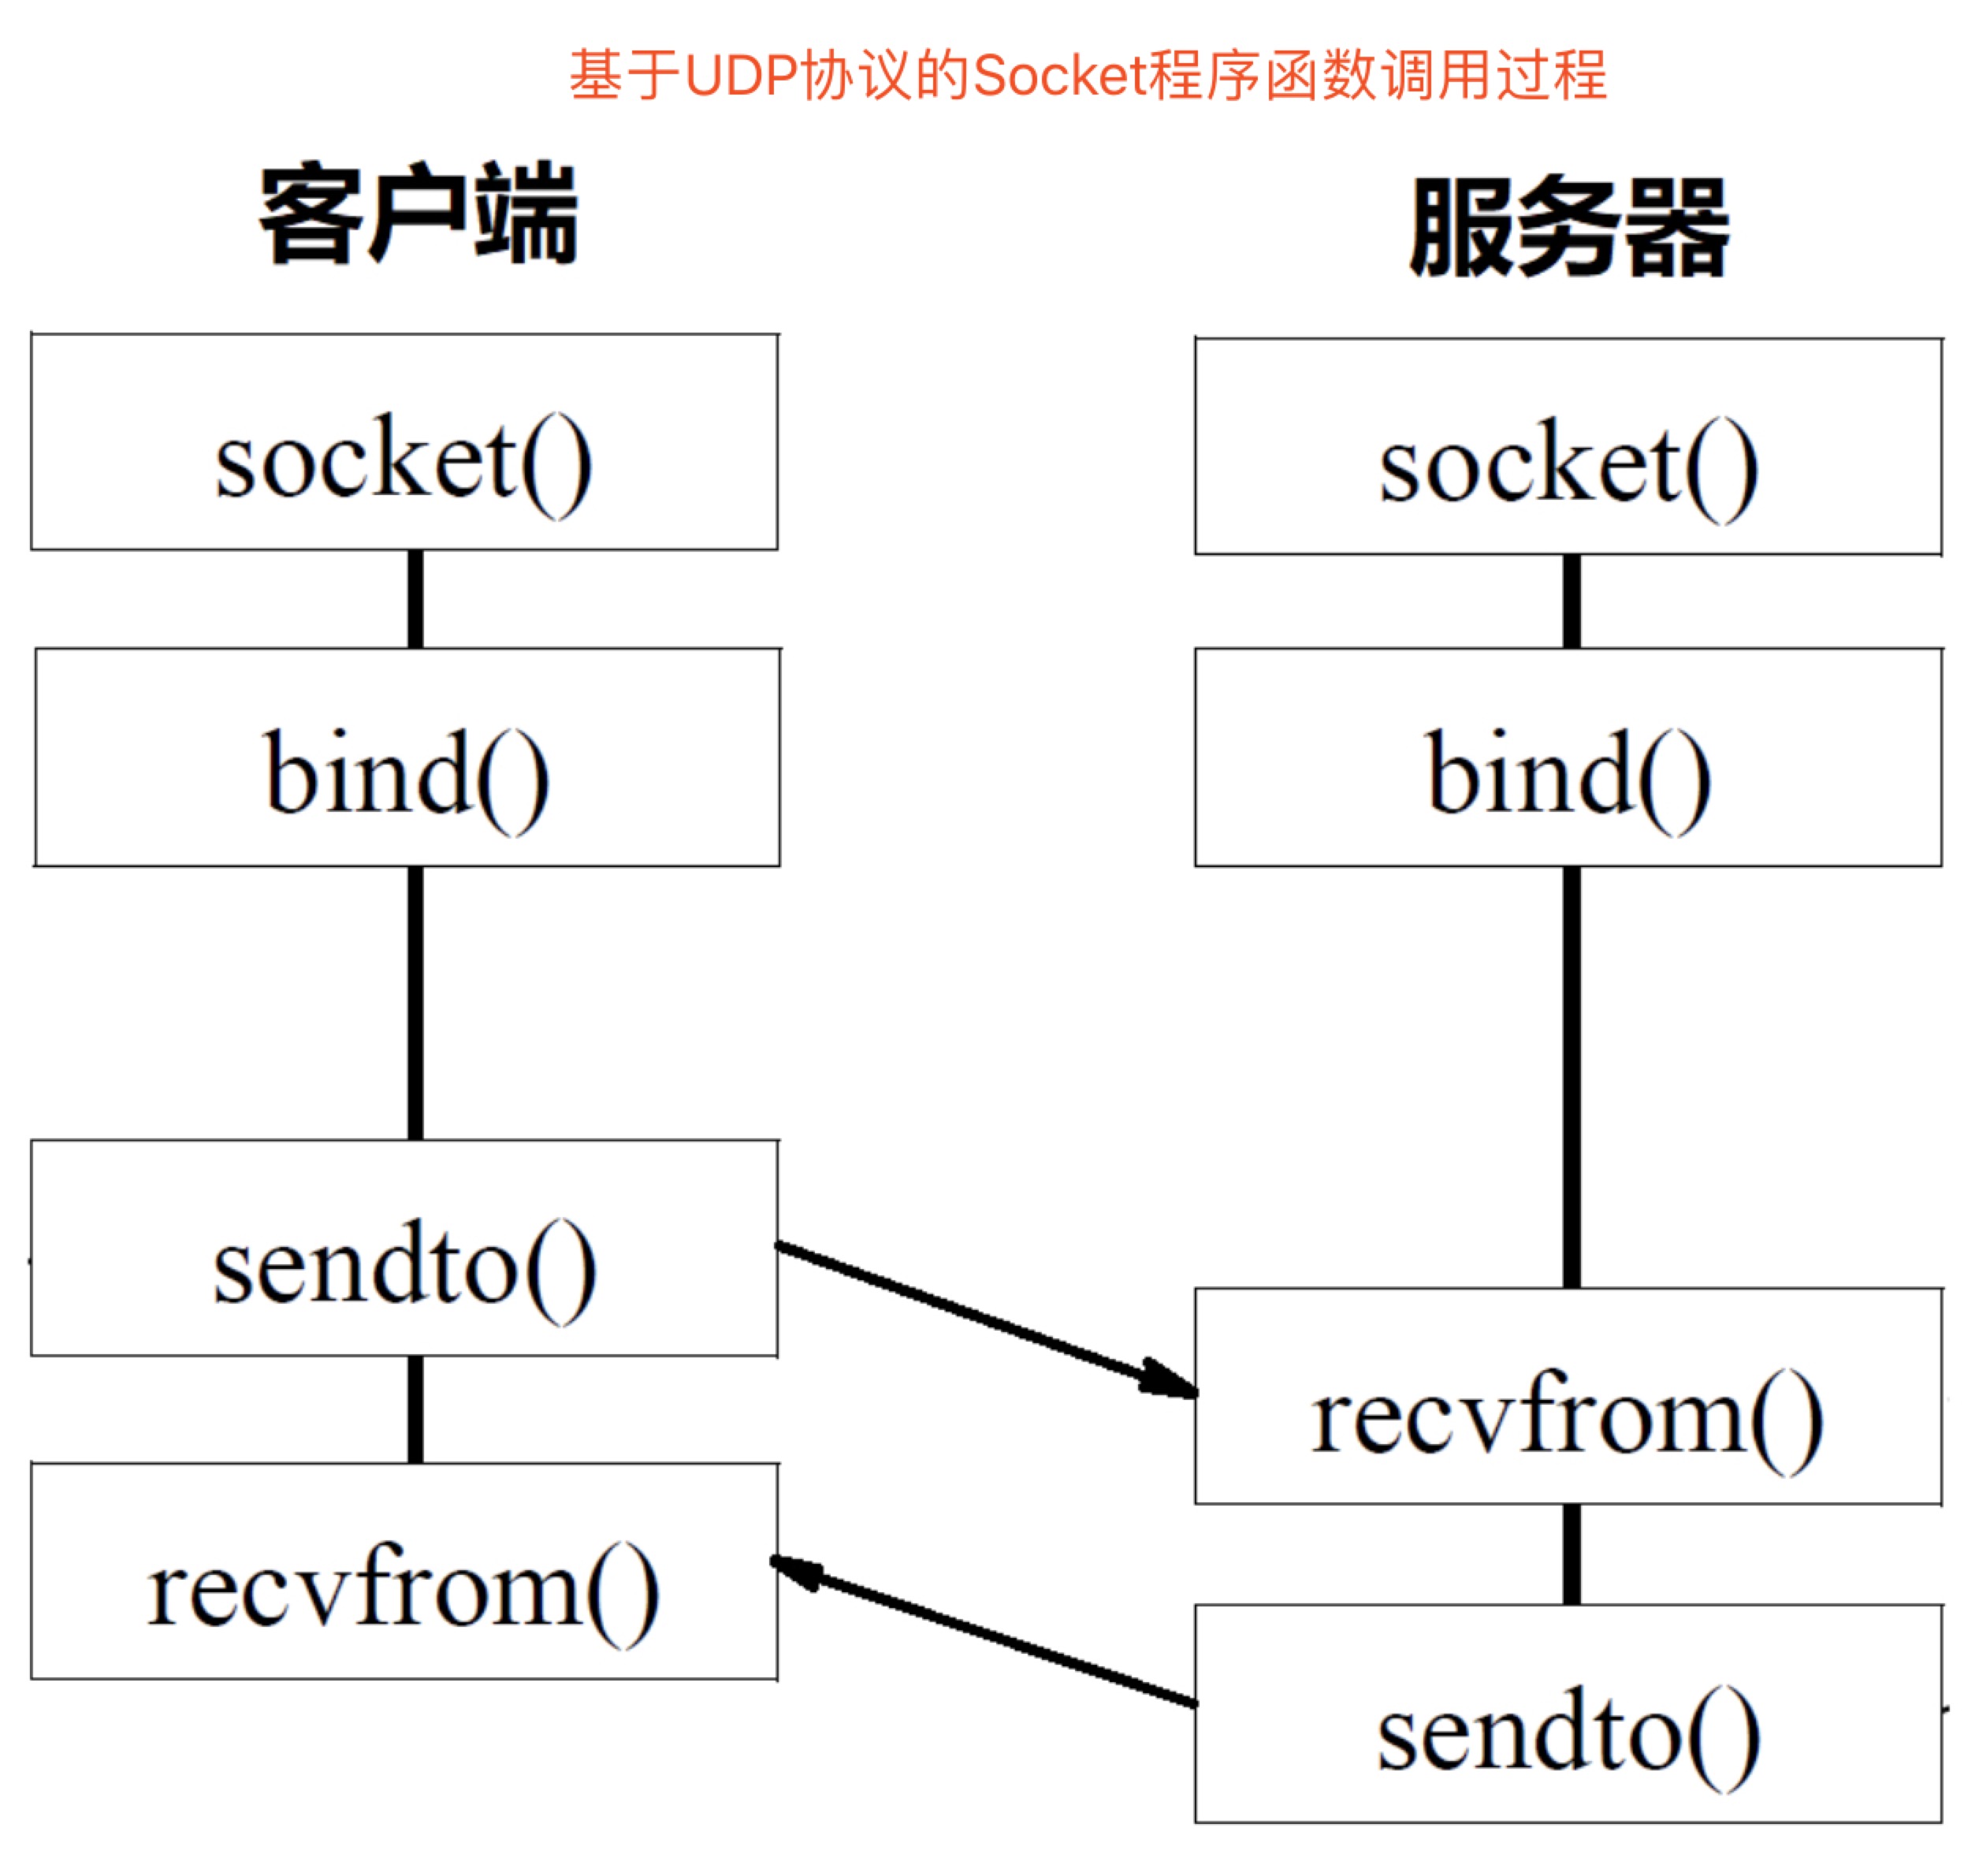 基于UDP协议的Socket程序函数调用过程
客户端
服务器
socket()
socket()
bind()
bind()
sendto()
recvfrom()
recvfrom()
sendto()